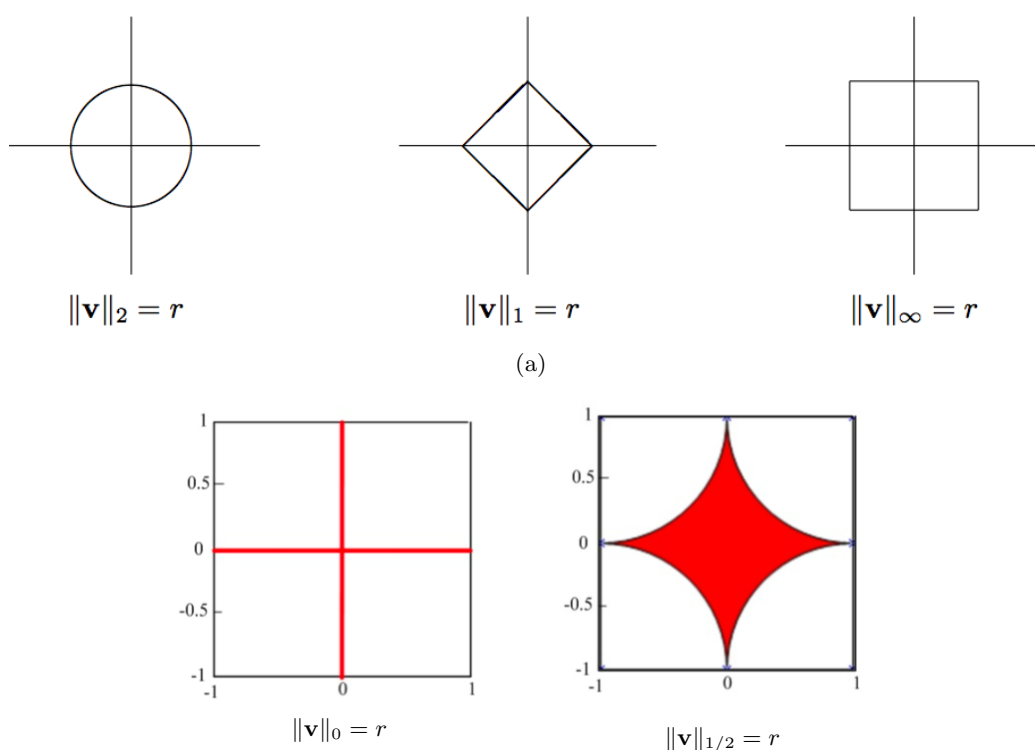 ‖v‖₂ = r ‖v‖₁ = r ‖v‖∞ = r
(a)
1 1
0.5 0.5
0 0
-0.5 -0.5
-1 -1
-1 0 1 -1 0 1
‖v‖₀ = r ‖v‖₁/₂ = r